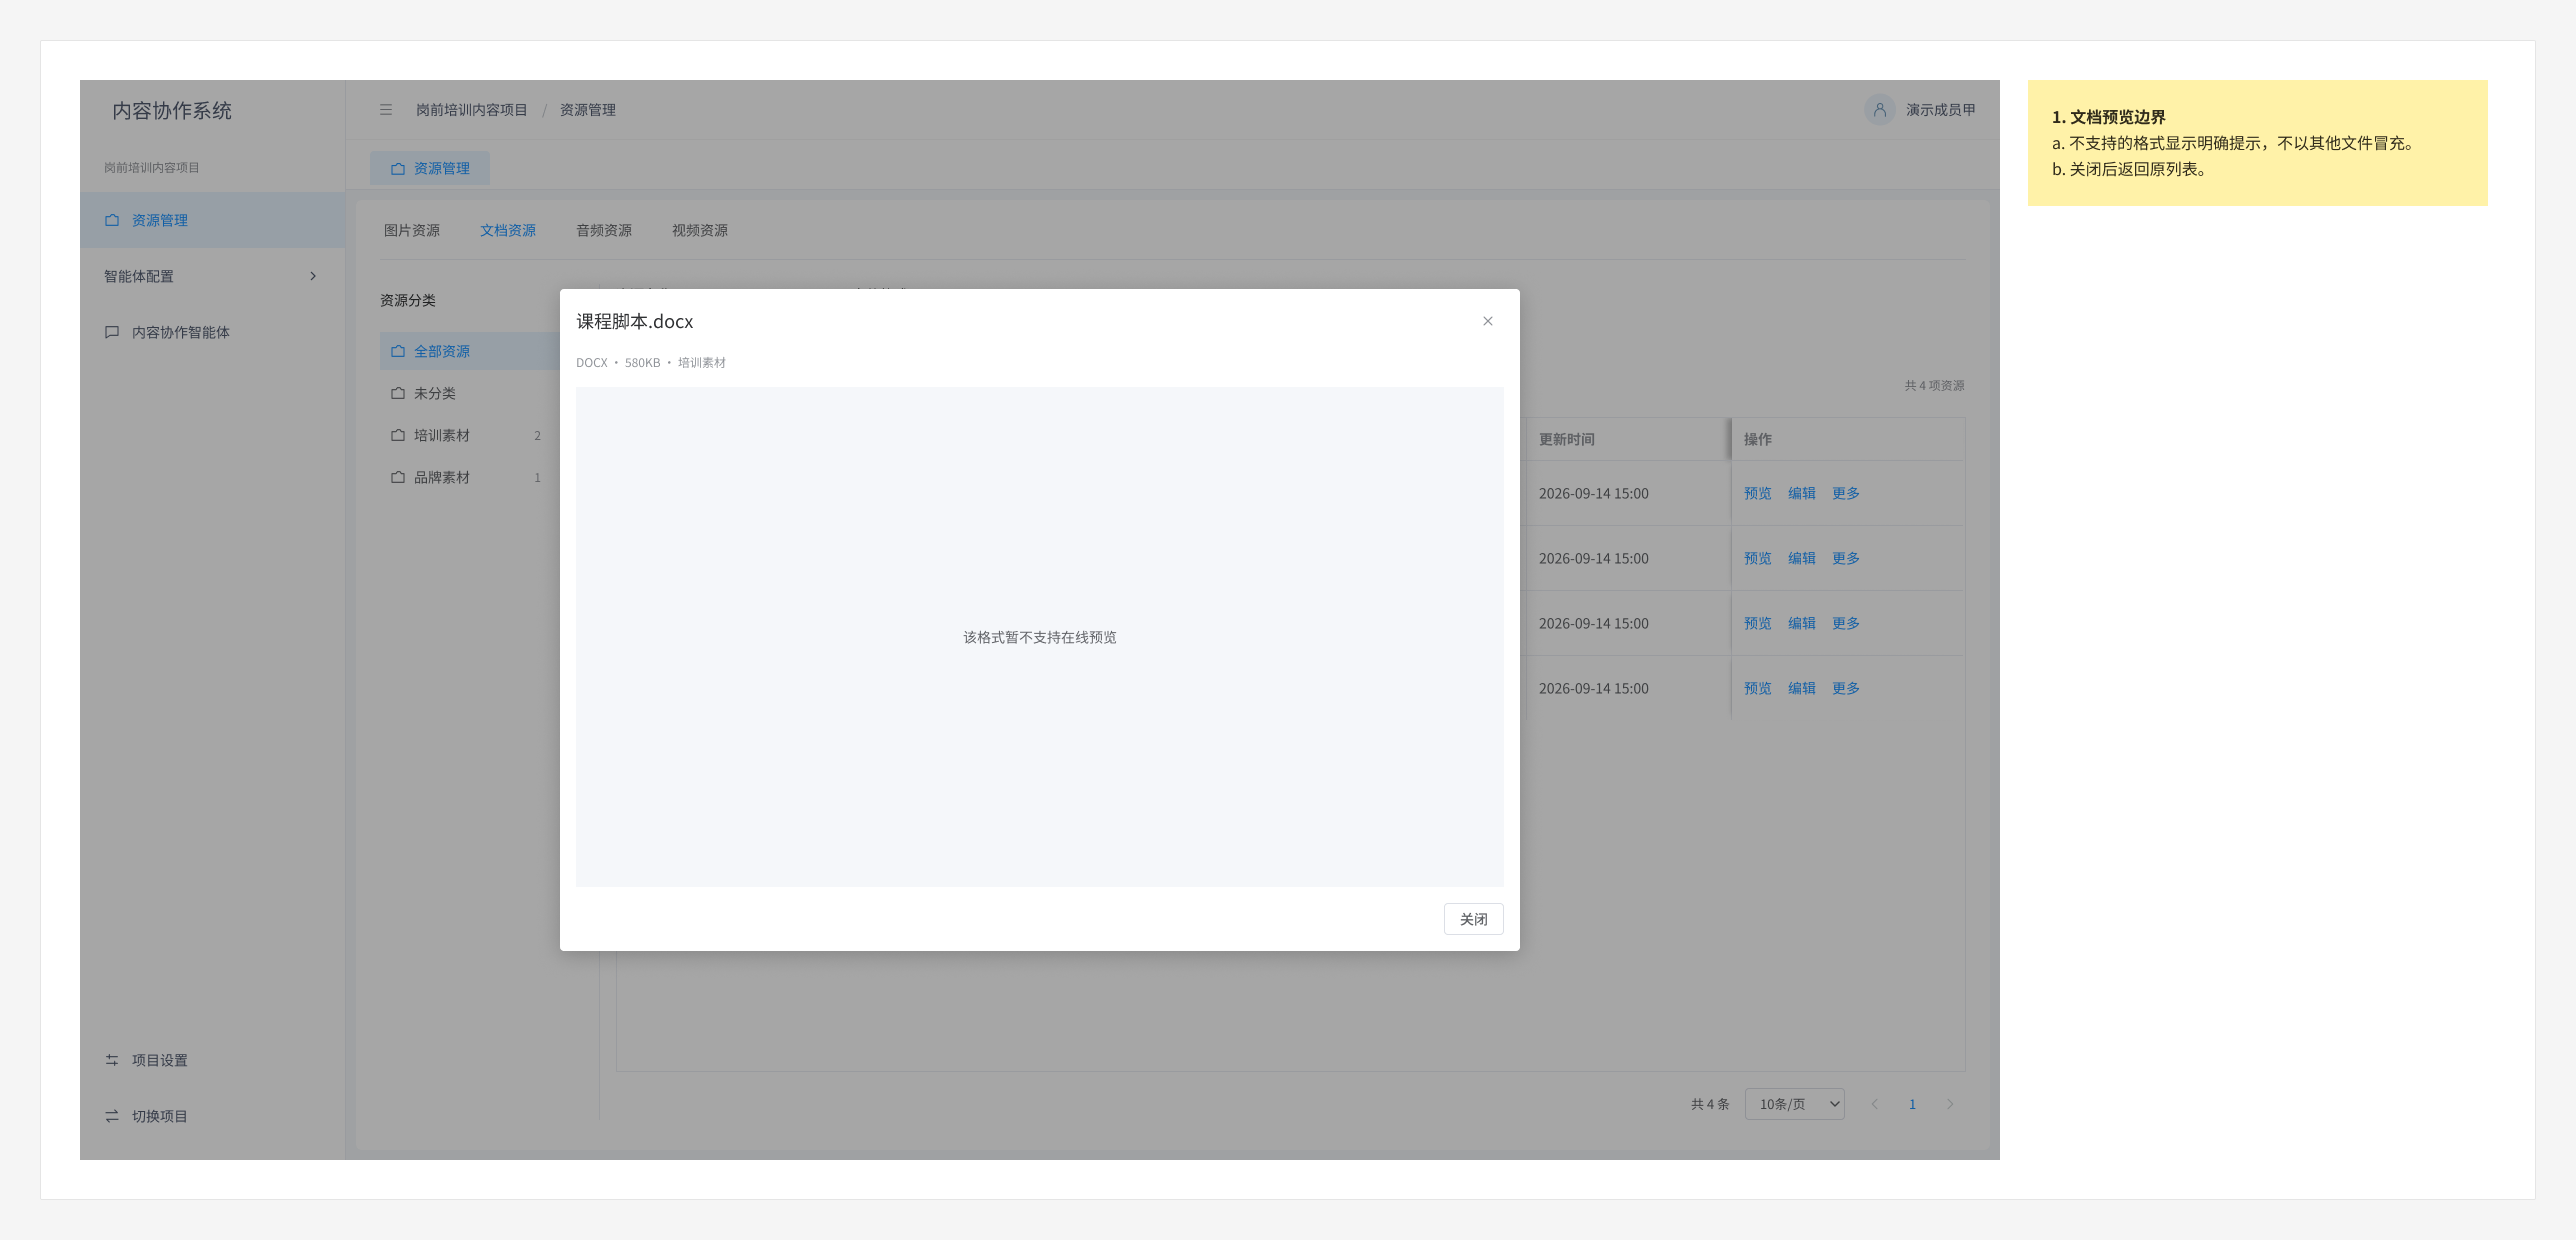 内容协作系统
岗前培训内容项目 / 资源管理
演示成员甲
岗前培训内容项目
资源管理
智能体配置
内容协作智能体
项目设置
切换项目
资源管理
图片资源 文档资源 音频资源 视频资源
资源分类
全部资源
未分类
培训素材 2
品牌素材 1
共 4 项资源
更新时间 操作
2026-09-14 15:00 预览 编辑 更多
2026-09-14 15:00 预览 编辑 更多
2026-09-14 15:00 预览 编辑 更多
2026-09-14 15:00 预览 编辑 更多
共 4 条 10条/页 1
课程脚本.docx
DOCX · 580KB · 培训素材
该格式暂不支持在线预览
关闭
1. 文档预览边界
a. 不支持的格式显示明确提示，不以其他文件冒充。
b. 关闭后返回原列表。